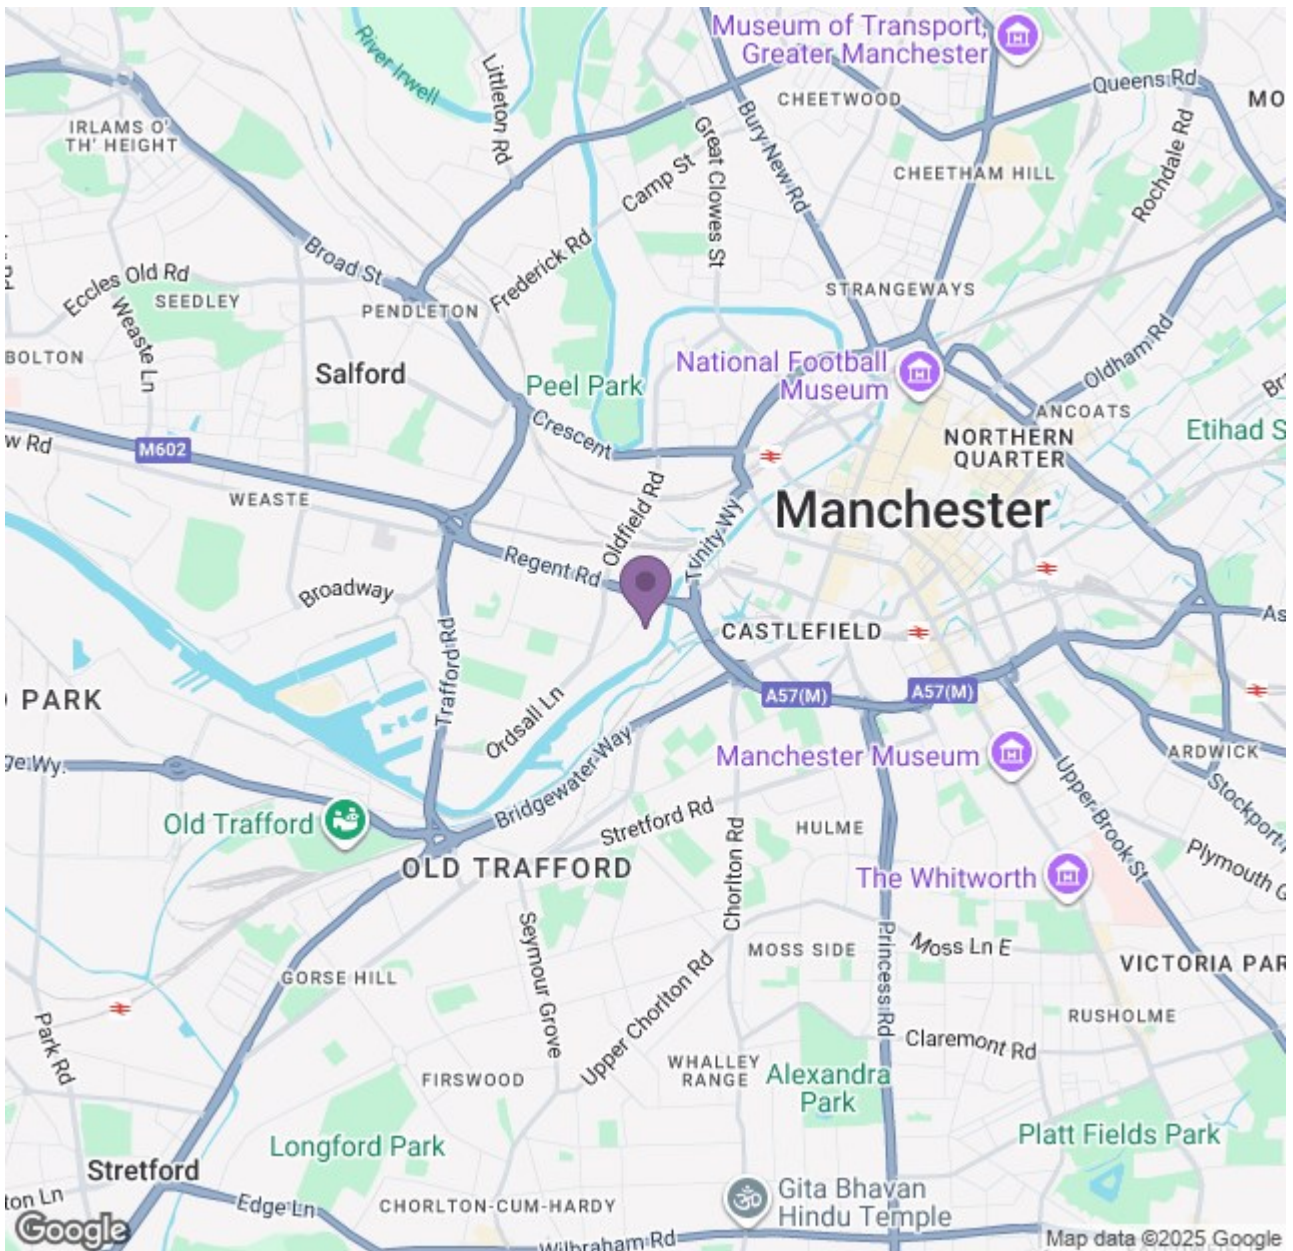 Museum of Transport,
Greater Manchester
River Irwell
Littleton Rd
CHEETWOOD
Queens Rd
MO
IRLAMS O'
TH' HEIGHT
Bury New Rd
Great Clowes St
Rochdale Rd
CHEETHAM HILL
Camp St
Frederick Rd
Broad St
Eccles Old Rd
SEEDLEY
PENDLETON
STRANGEWAYS
Weaste Ln
BOLTON
Salford
National Football
Museum
Peel Park
Oldham Rd
Bra
Crescent
ANCOATS
Etihad S
NORTHERN
QUARTER
w Rd
M602
WEASTE
Oldfield Rd
Manchester
Trinity Wy
Regent Rd
Broadway
CASTLEFIELD
As
Trafford Rd
PARK
A57(M)
A57(M)
Ordsall Ln
Bridgewater Way
Manchester Museum
ARDWICK
ge Wy.
Upper Brook St
Stockport R
Old Trafford
Stretford Rd
HULME
OLD TRAFFORD
Chorlton Rd
Plymouth G
The Whitworth
Seymour Grove
Princess Rd
MOSS SIDE
Moss Ln E
VICTORIA PAR
GORSE HILL
Upper Chorlton Rd
RUSHOLME
Park Rd
Claremont Rd
WHALLEY
RANGE
FIRSWOOD
Alexandra
Park
Longford Park
Platt Fields Park
Stretford
ton Ln
Edge Ln
CHORLTON-CUM-HARDY
Gita Bhavan
Hindu Temple
Wilbraham Rd
Google
Map data ©2025 Google